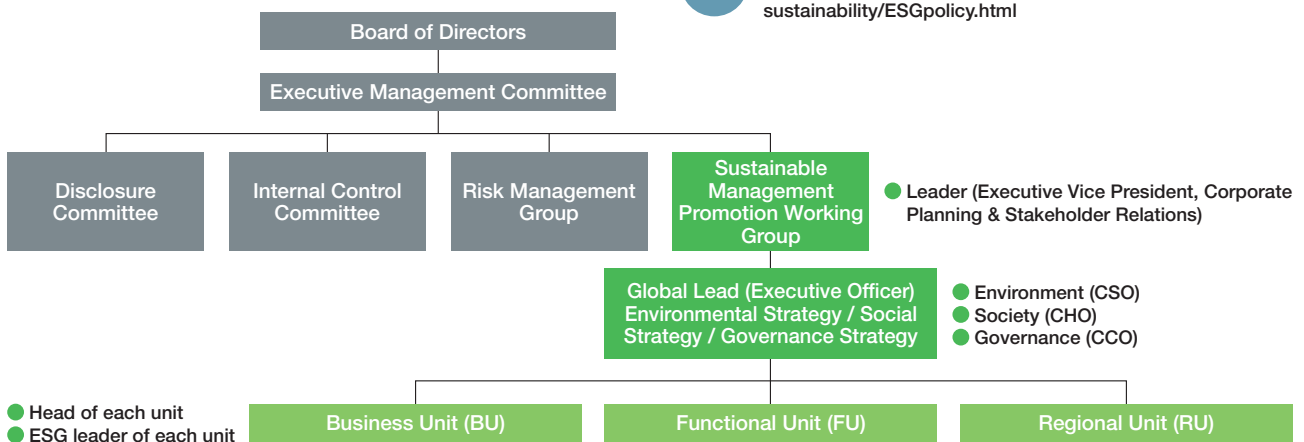 sustainability/ESGpolicy.html
Board of Directors
Executive Management Committee
Disclosure
Committee
Internal Control
Committee
Risk Management
Group
Sustainable
Management
Promotion Working
Group
Leader (Executive Vice President, Corporate
Planning & Stakeholder Relations)
Global Lead (Executive Officer)
Environmental Strategy / Social
Strategy / Governance Strategy
Environment (CSO)
Society (CHO)
Governance (CCO)
Head of each unit
ESG leader of each unit
Business Unit (BU)
Functional Unit (FU)
Regional Unit (RU)